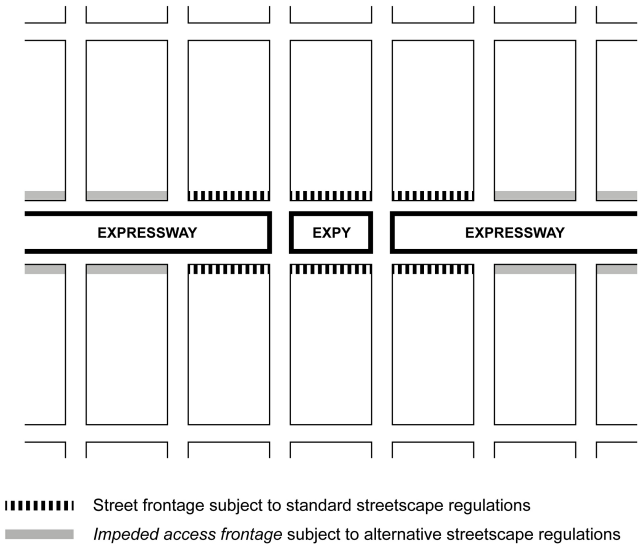 EXPRESSWAY EXPY EXPRESSWAY
Street frontage subject to standard streetscape regulations
Impeded access frontage subject to alternative streetscape regulations